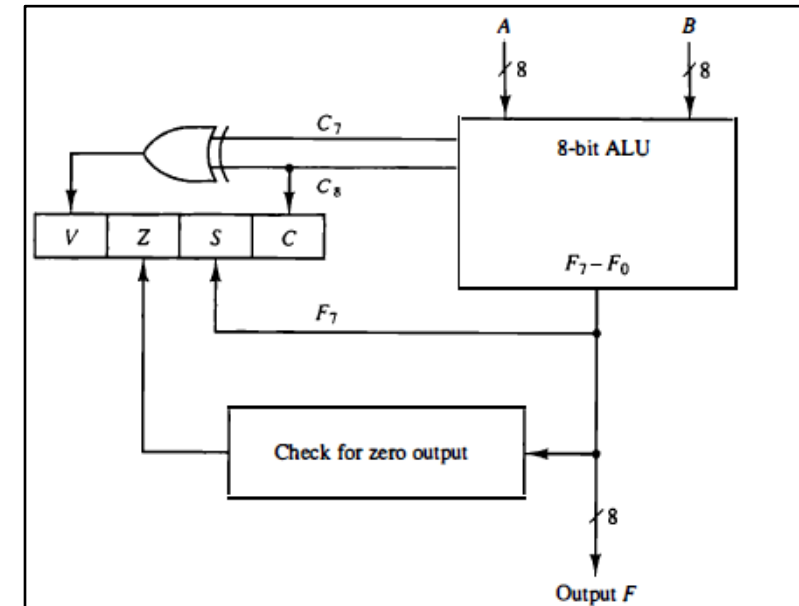 A B
8 8
C₇
8-bit ALU
C₈
V Z S C
F₇ – F₀
F₇
Check for zero output
8
Output F